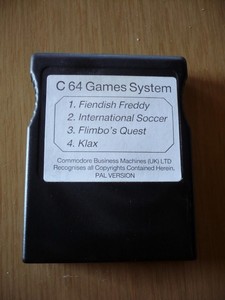 C 64 Games System
1. Fiendish Freddy
2. International Soccer
3. Flimbo's Quest
4. Klax
Commodore Business Machines (UK) LTD
Recognises all Copyrights Contained Herein.
PAL VERSION